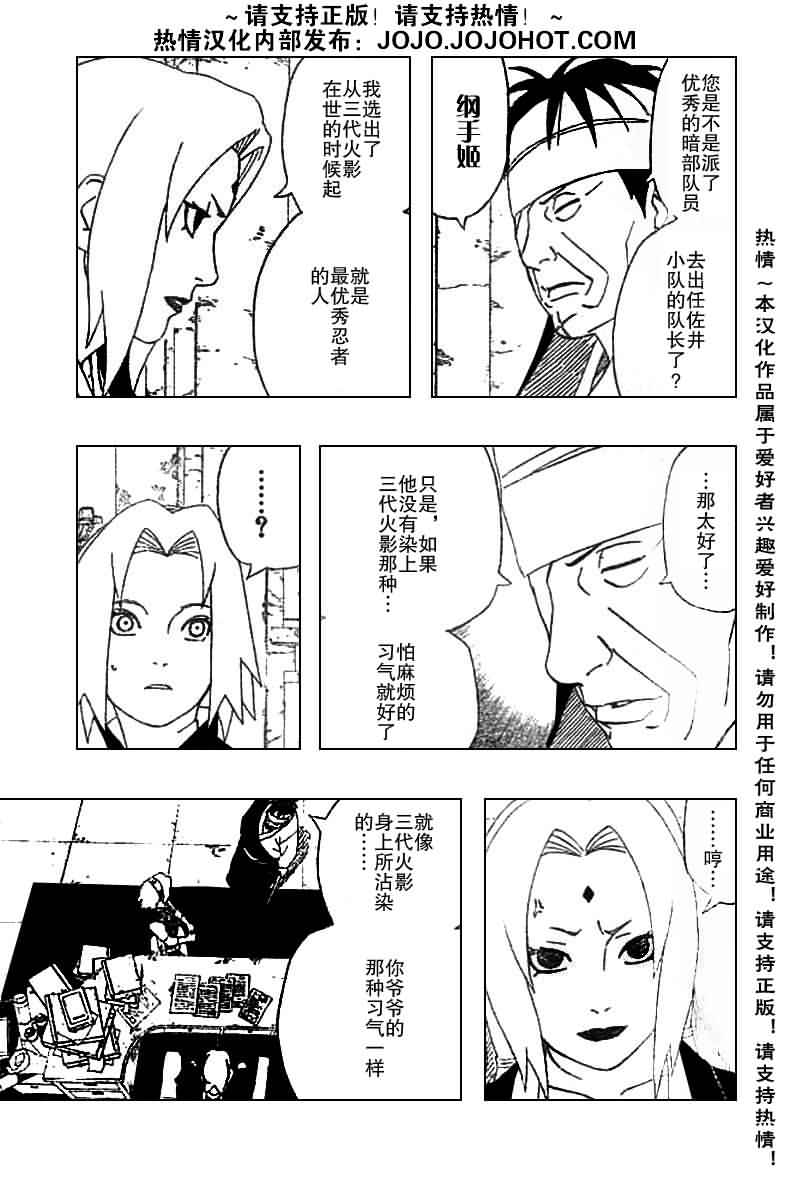 ～请支持正版！请支持热情！～
热情汉化内部发布：JOJO.JOJOHOT.COM
您是不是派了
优秀的暗部队员
去出任佐井
小队的队长了？
纲手姬
我选出了
从三代火影
在世的时候起
就是
最优秀忍者
的人
…那太好了…
只是，如果
他没有染上
三代火影那种…
怕麻烦的
习气就好了
……？
…哼…
就像
三代火影
身上所沾染
的……
你爷爷的
那种习气一样
热情～本汉化作品属于爱好者兴趣爱好制作！请勿用于任何商业用途！请支持正版！请支持热情！